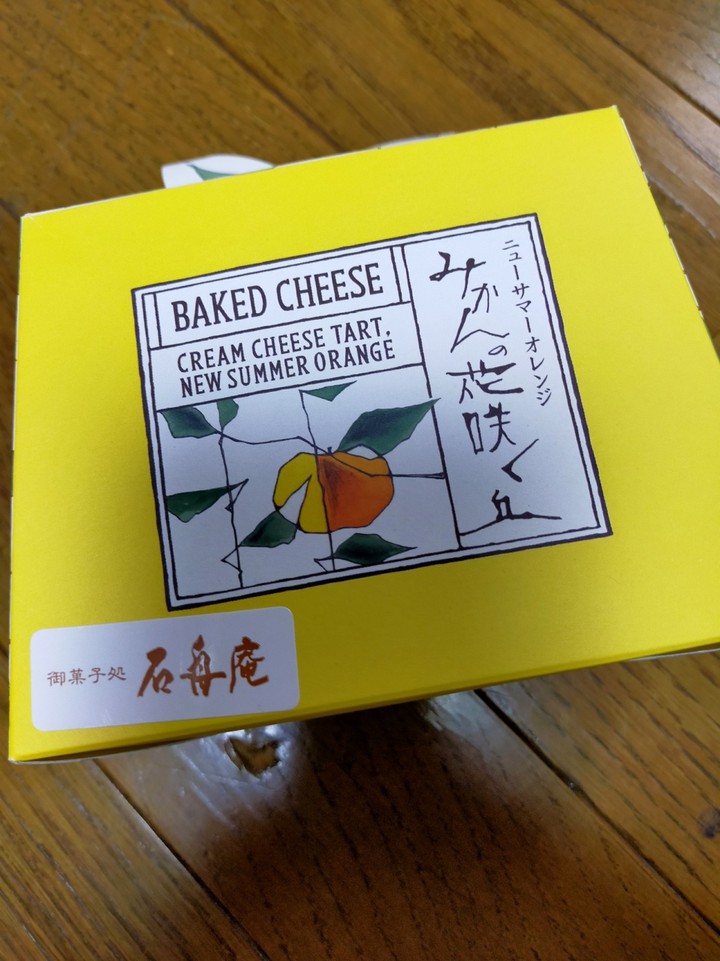 BAKED CHEESE
CREAM CHEESE TART,
NEW SUMMER ORANGE
ニューサマーオレンジ
みかんの花咲く丘
御菓子処 石舟庵